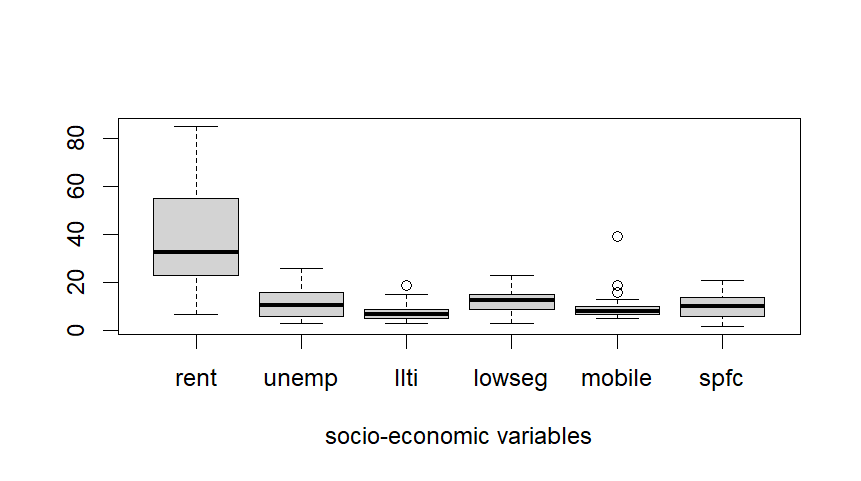 80
60
40
20
0
rent unemp llti lowseg mobile spfc
socio-economic variables